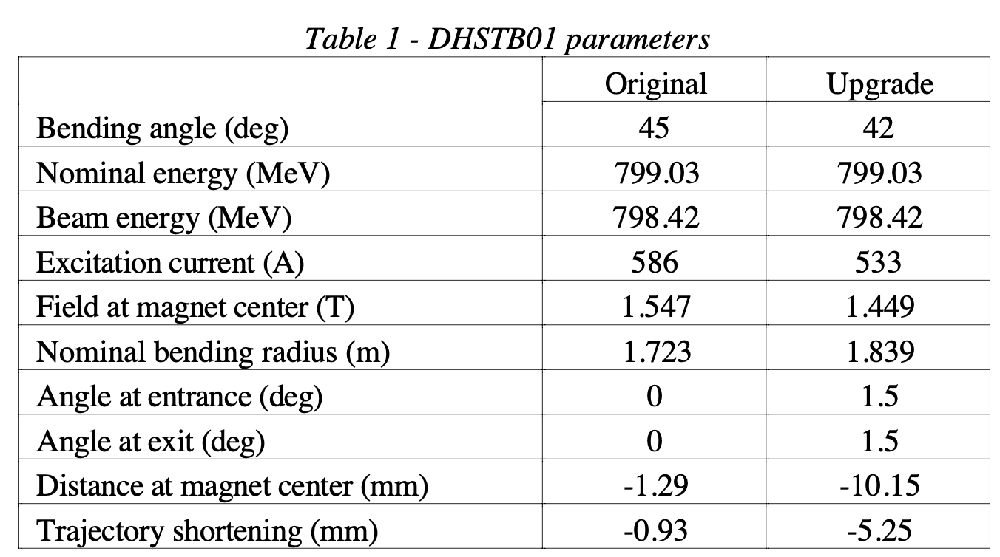 Table 1 - DHSTB01 parameters
Original Upgrade
Bending angle (deg) 45 42
Nominal energy (MeV) 799.03 799.03
Beam energy (MeV) 798.42 798.42
Excitation current (A) 586 533
Field at magnet center (T) 1.547 1.449
Nominal bending radius (m) 1.723 1.839
Angle at entrance (deg) 0 1.5
Angle at exit (deg) 0 1.5
Distance at magnet center (mm) -1.29 -10.15
Trajectory shortening (mm) -0.93 -5.25